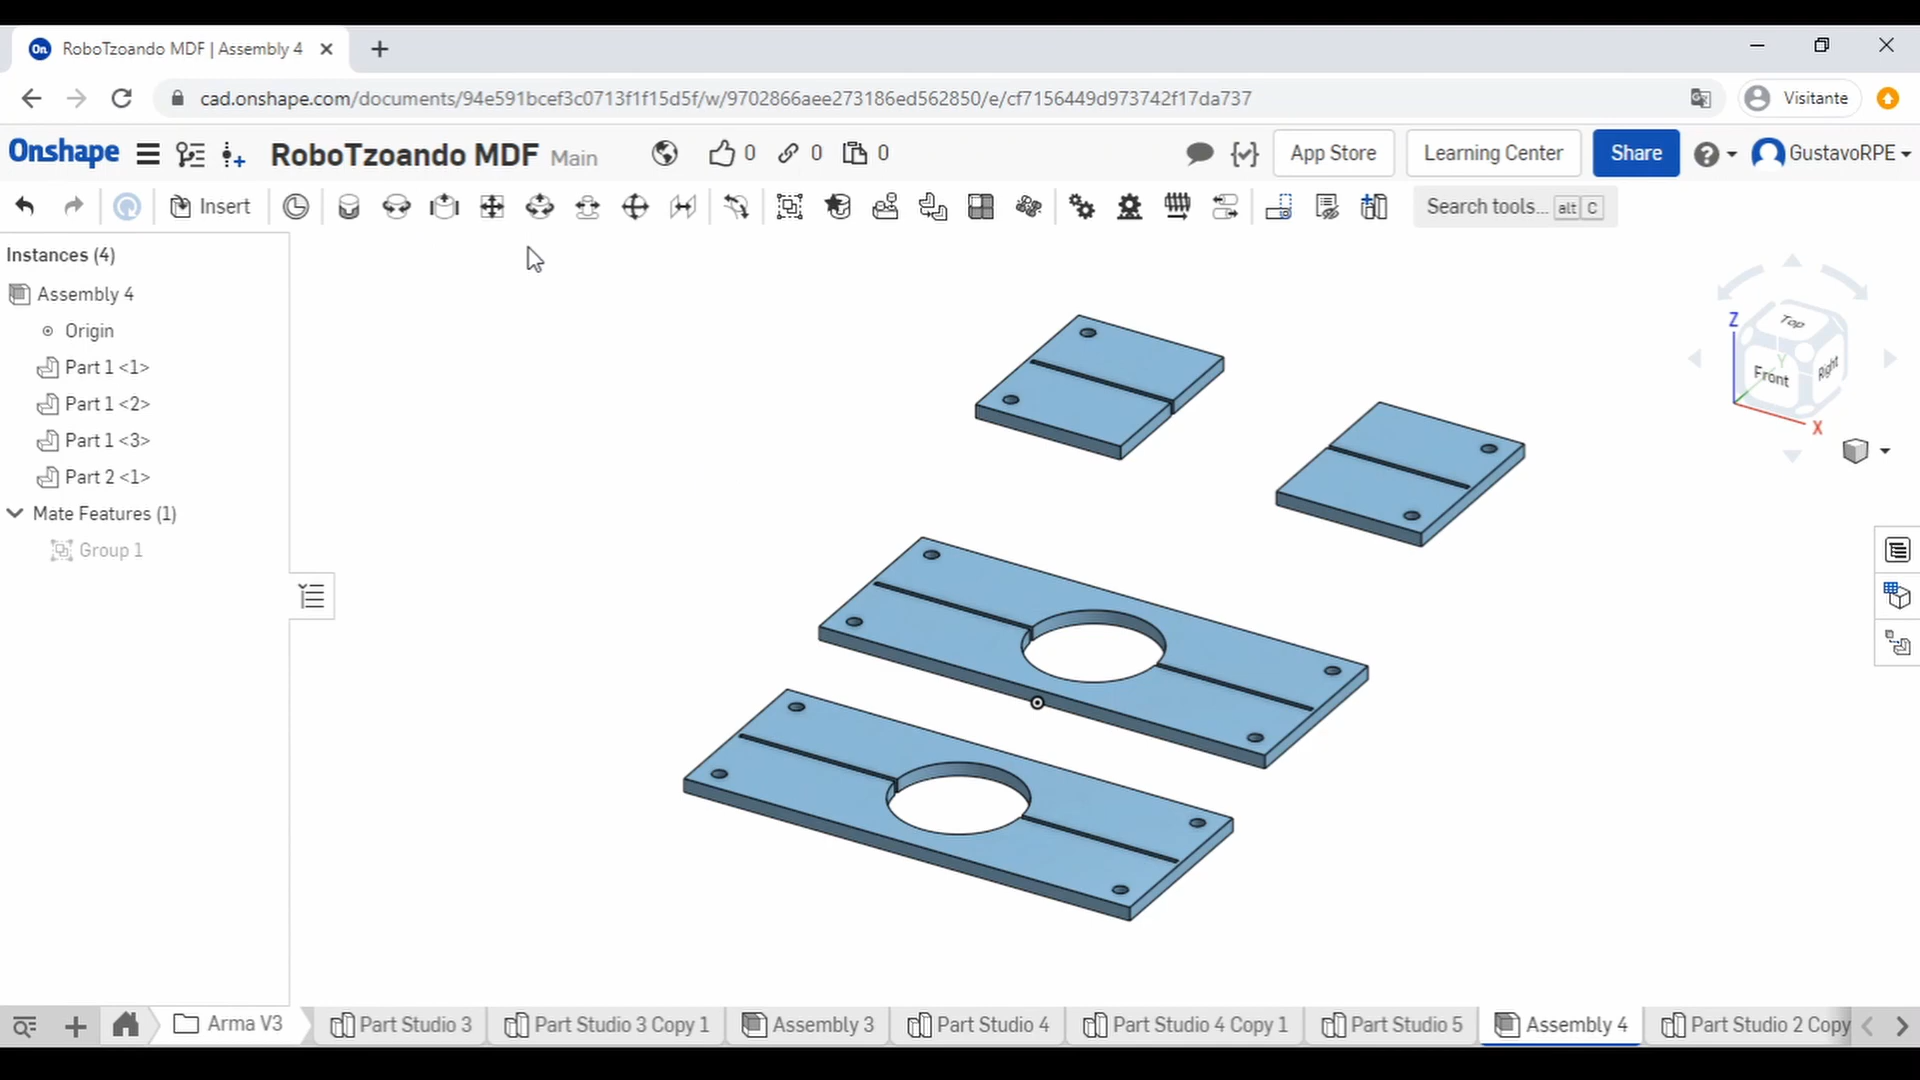 RoboTzoando MDF | Assembly 4
cad.onshape.com/documents/94e591bcef3c0713f1f15d5f/w/9702866aee273186ed562850/e/cf7156449d973742f17da737
Visitante
Onshape
RoboTzoando MDF Main
0
0
0
App Store
Learning Center
Share
GustavoRPE
Insert
Search tools... alt C
Instances (4)
Assembly 4
Origin
Part 1 <1>
Part 1 <2>
Part 1 <3>
Part 2 <1>
Mate Features (1)
Group 1
Top
Front
Right
Z
Y
X
Arma V3
Part Studio 3
Part Studio 3 Copy 1
Assembly 3
Part Studio 4
Part Studio 4 Copy 1
Part Studio 5
Assembly 4
Part Studio 2 Copy